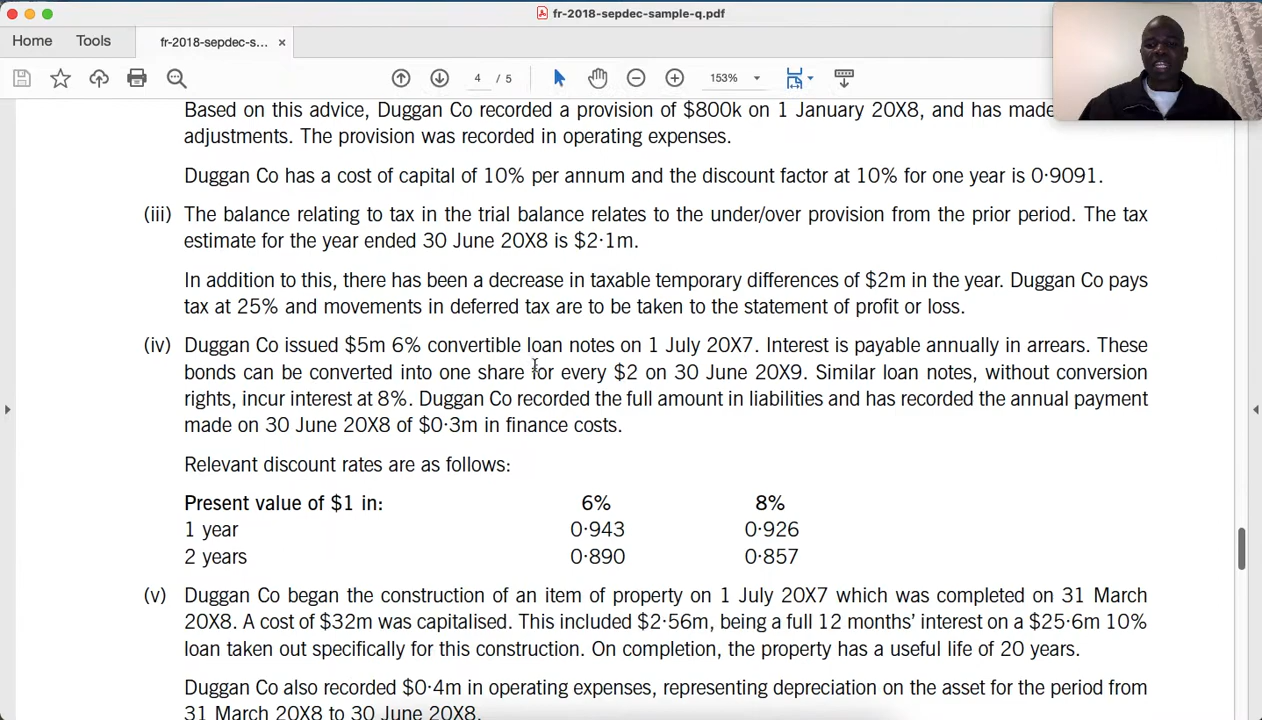 fr-2018-sepdec-sample-q.pdf
Home Tools fr-2018-sepdec-s... ×
4 / 5 153%
Based on this advice, Duggan Co recorded a provision of $800k on 1 January 20X8, and has made
adjustments. The provision was recorded in operating expenses.
Duggan Co has a cost of capital of 10% per annum and the discount factor at 10% for one year is 0·9091.
(iii) The balance relating to tax in the trial balance relates to the under/over provision from the prior period. The tax
estimate for the year ended 30 June 20X8 is $2·1m.
In addition to this, there has been a decrease in taxable temporary differences of $2m in the year. Duggan Co pays
tax at 25% and movements in deferred tax are to be taken to the statement of profit or loss.
(iv) Duggan Co issued $5m 6% convertible loan notes on 1 July 20X7. Interest is payable annually in arrears. These
bonds can be converted into one share for every $2 on 30 June 20X9. Similar loan notes, without conversion
rights, incur interest at 8%. Duggan Co recorded the full amount in liabilities and has recorded the annual payment
made on 30 June 20X8 of $0·3m in finance costs.
Relevant discount rates are as follows:
Present value of $1 in: 6% 8%
1 year 0·943 0·926
2 years 0·890 0·857
(v) Duggan Co began the construction of an item of property on 1 July 20X7 which was completed on 31 March
20X8. A cost of $32m was capitalised. This included $2·56m, being a full 12 months' interest on a $25·6m 10%
loan taken out specifically for this construction. On completion, the property has a useful life of 20 years.
Duggan Co also recorded $0·4m in operating expenses, representing depreciation on the asset for the period from
31 March 20X8 to 30 June 20X8.